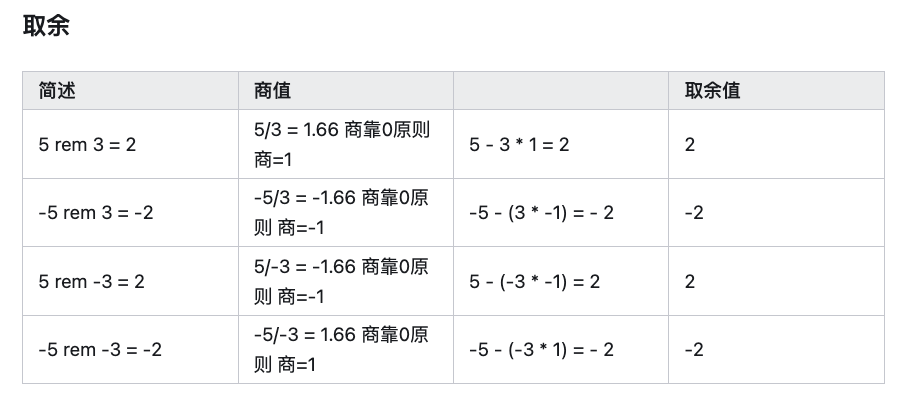 取余
简述 商值 取余值
5 rem 3 = 2
5/3 = 1.66 商靠0原则
商=1
5 - 3 * 1 = 2
2
-5 rem 3 = -2
-5/3 = -1.66 商靠0原
则 商=-1
-5 - (3 * -1) = - 2
-2
5 rem -3 = 2
5/-3 = -1.66 商靠0原
则 商=-1
5 - (-3 * -1) = 2
2
-5 rem -3 = -2
-5/-3 = 1.66 商靠0原
则 商=1
-5 - (-3 * 1) = - 2
-2